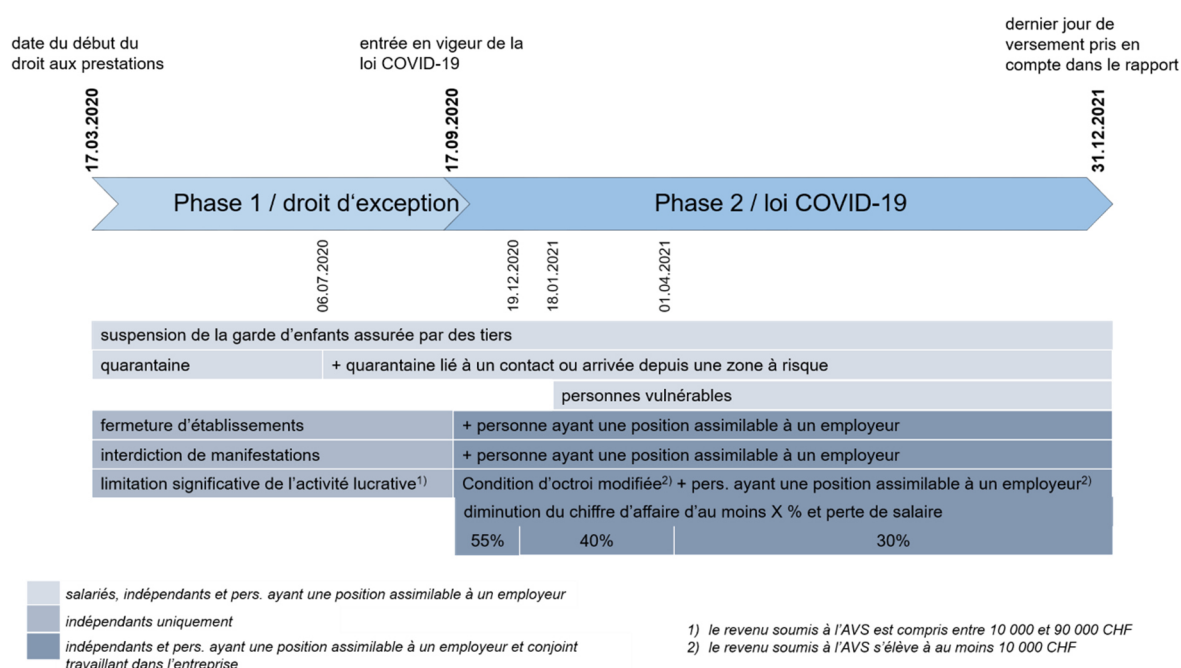 date du début du
droit aux prestations
entrée en vigeur de la
loi COVID-19
dernier jour de
versement pris en
compte dans le rapport
17.03.2020
17.09.2020
31.12.2021
Phase 1 / droit d‘exception
Phase 2 / loi COVID-19
06.07.2020
19.12.2020
18.01.2021
01.04.2021
suspension de la garde d’enfants assurée par des tiers
quarantaine
+ quarantaine lié à un contact ou arrivée depuis une zone à risque
personnes vulnérables
fermeture d’établissements
+ personne ayant une position assimilable à un employeur
interdiction de manifestations
+ personne ayant une position assimilable à un employeur
limitation significative de l’activité lucrative1)
Condition d’octroi modifiée2) + pers. ayant une position assimilable à un employeur2)
diminution du chiffre d’affaire d’au moins X % et perte de salaire
55%
40%
30%
salariés, indépendants et pers. ayant une position assimilable à un employeur
indépendants uniquement
indépendants et pers. ayant une position assimilable à un employeur et conjoint
travaillant dans l’entreprise
1) le revenu soumis à l’AVS est compris entre 10 000 et 90 000 CHF
2) le revenu soumis à l’AVS s’élève à au moins 10 000 CHF